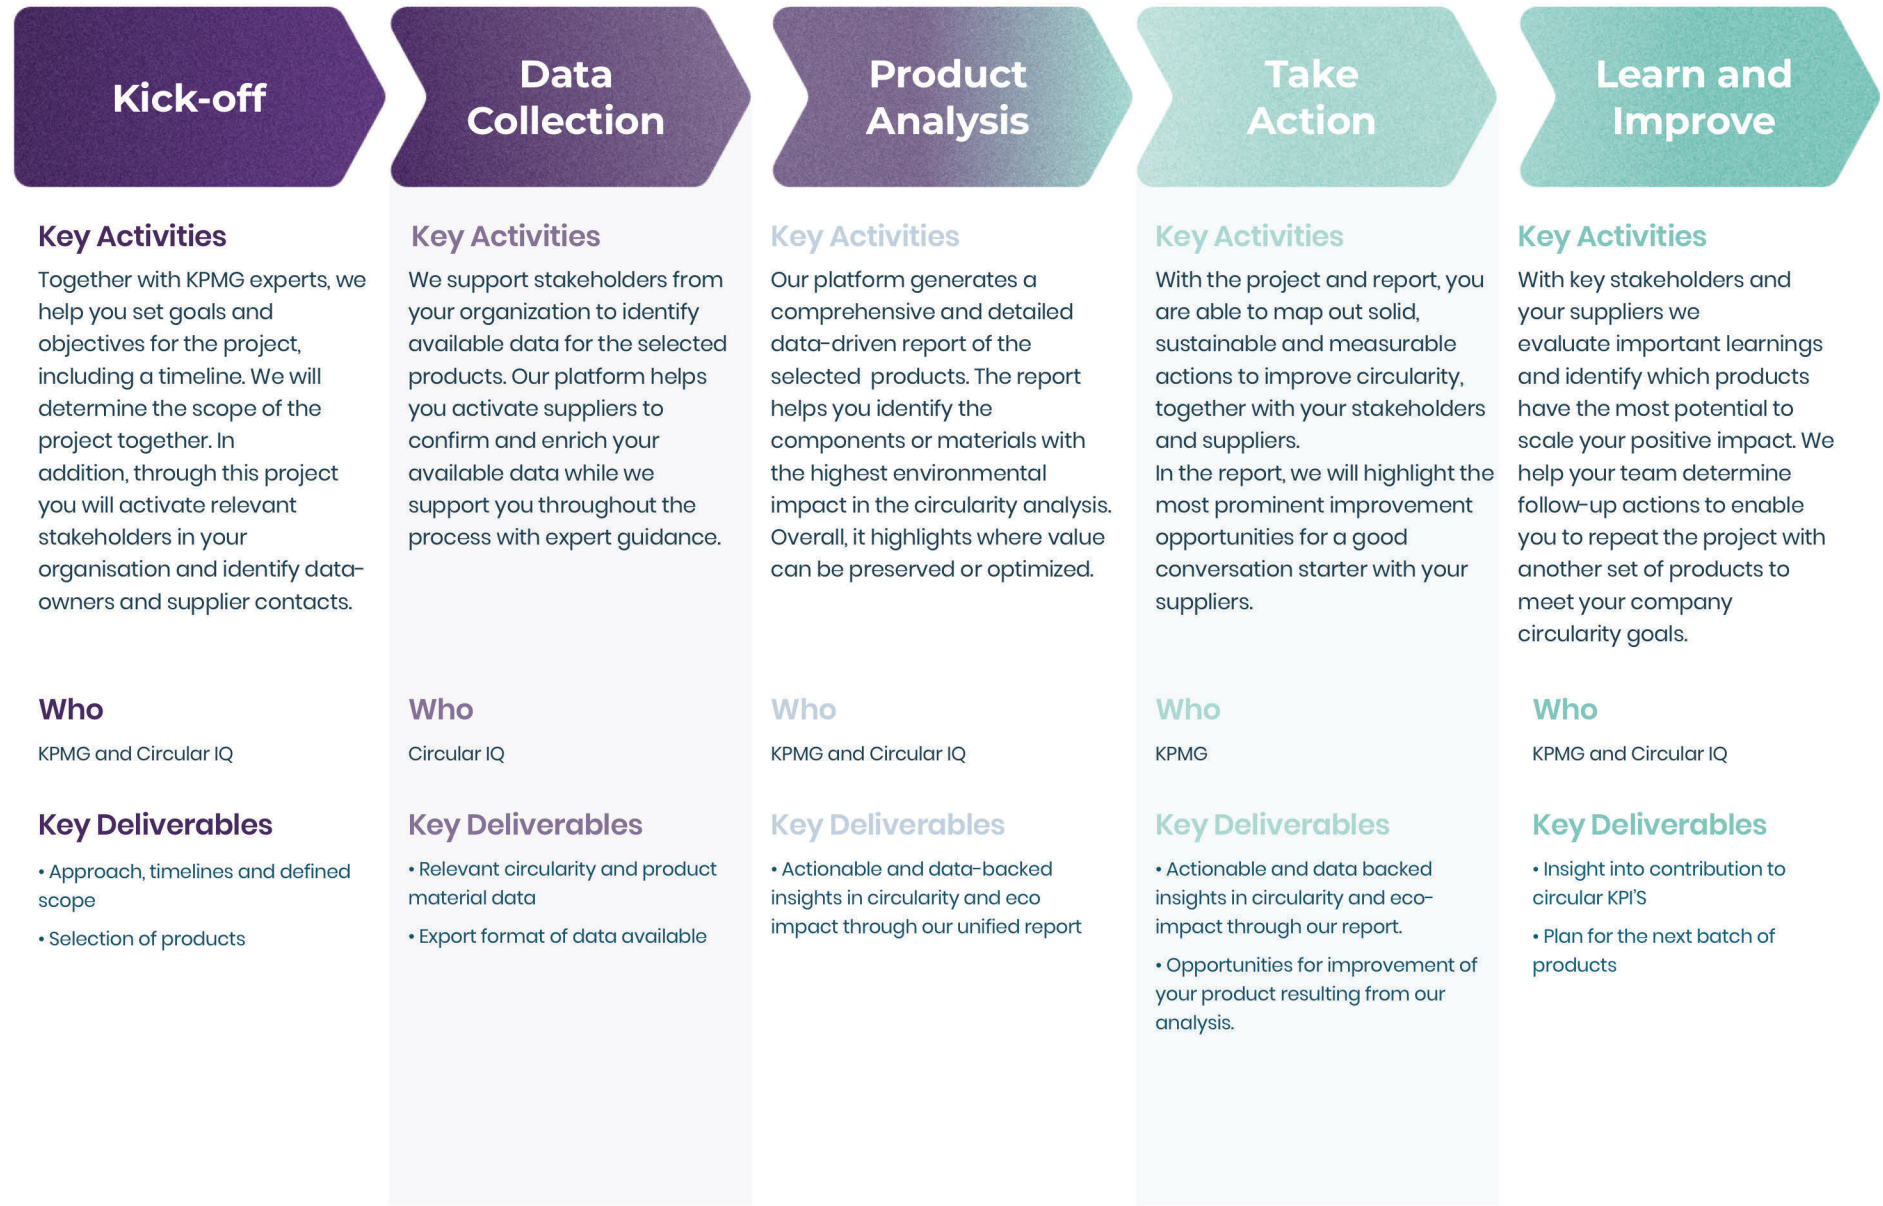 Kick-off
Key Activities
Together with KPMG experts, we
help you set goals and
objectives for the project,
including a timeline. We will
determine the scope of the
project together. In
addition, through this project
you will activate relevant
stakeholders in your
organisation and identify data-
owners and supplier contacts.
Who
KPMG and Circular IQ
Key Deliverables
• Approach, timelines and defined
scope
• Selection of products
Data
Collection
Key Activities
We support stakeholders from
your organization to identify
available data for the selected
products. Our platform helps
you activate suppliers to
confirm and enrich your
available data while we
support you throughout the
process with expert guidance.
Who
Circular IQ
Key Deliverables
• Relevant circularity and product
material data
• Export format of data available
Product
Analysis
Key Activities
Our platform generates a
comprehensive and detailed
data-driven report of the
selected products. The report
helps you identify the
components or materials with
the highest environmental
impact in the circularity analysis.
Overall, it highlights where value
can be preserved or optimized.
Who
KPMG and Circular IQ
Key Deliverables
• Actionable and data-backed
insights in circularity and eco
impact through our unified report
Take
Action
Key Activities
With the project and report, you
are able to map out solid,
sustainable and measurable
actions to improve circularity,
together with your stakeholders
and suppliers.
In the report, we will highlight the
most prominent improvement
opportunities for a good
conversation starter with your
suppliers.
Who
KPMG
Key Deliverables
• Actionable and data backed
insights in circularity and eco-
impact through our report.
• Opportunities for improvement of
your product resulting from our
analysis.
Learn and
Improve
Key Activities
With key stakeholders and
your suppliers we
evaluate important learnings
and identify which products
have the most potential to
scale your positive impact. We
help your team determine
follow-up actions to enable
you to repeat the project with
another set of products to
meet your company
circularity goals.
Who
KPMG and Circular IQ
Key Deliverables
• Insight into contribution to
circular KPI'S
• Plan for the next batch of
products